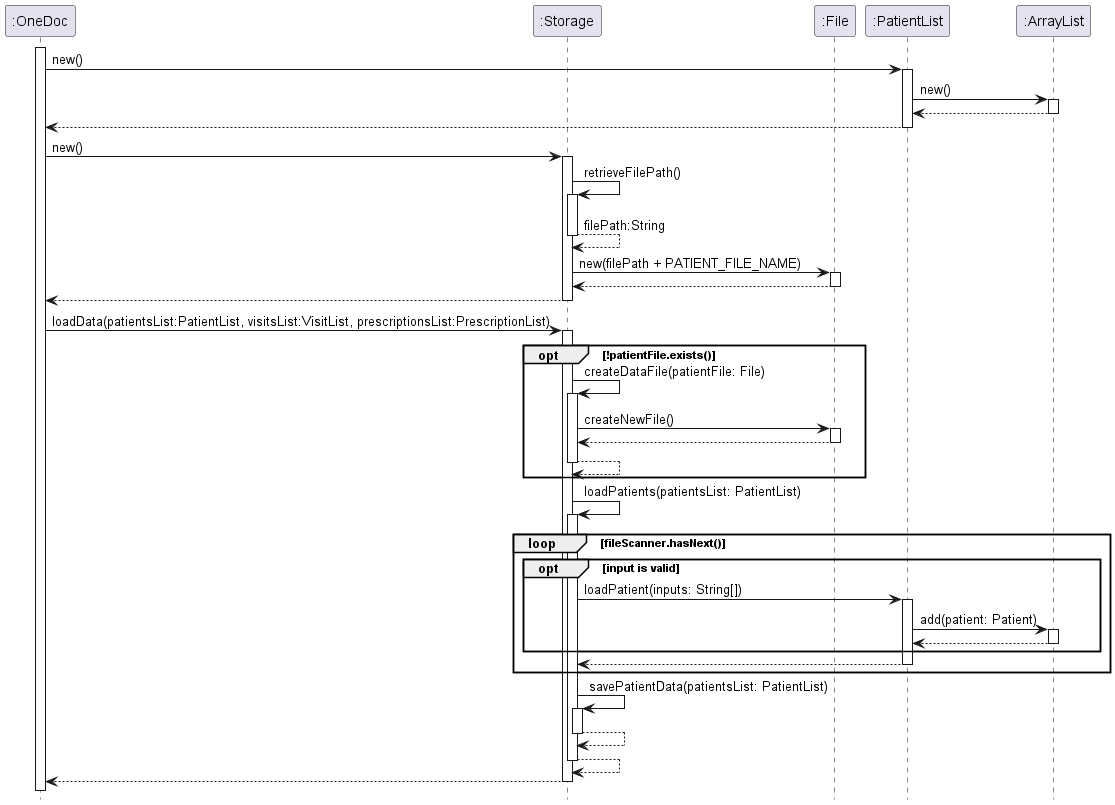 :OneDoc
:Storage
:File
:PatientList
:ArrayList
new()
new()
new()
retrieveFilePath()
filePath:String
new(filePath + PATIENT_FILE_NAME)
loadData(patientsList:PatientList, visitsList:VisitList, prescriptionsList:PrescriptionList)
opt [!patientFile.exists()]
createDataFile(patientFile: File)
createNewFile()
loadPatients(patientsList: PatientList)
loop [fileScanner.hasNext()]
opt [input is valid]
loadPatient(inputs: String[])
add(patient: Patient)
savePatientData(patientsList: PatientList)